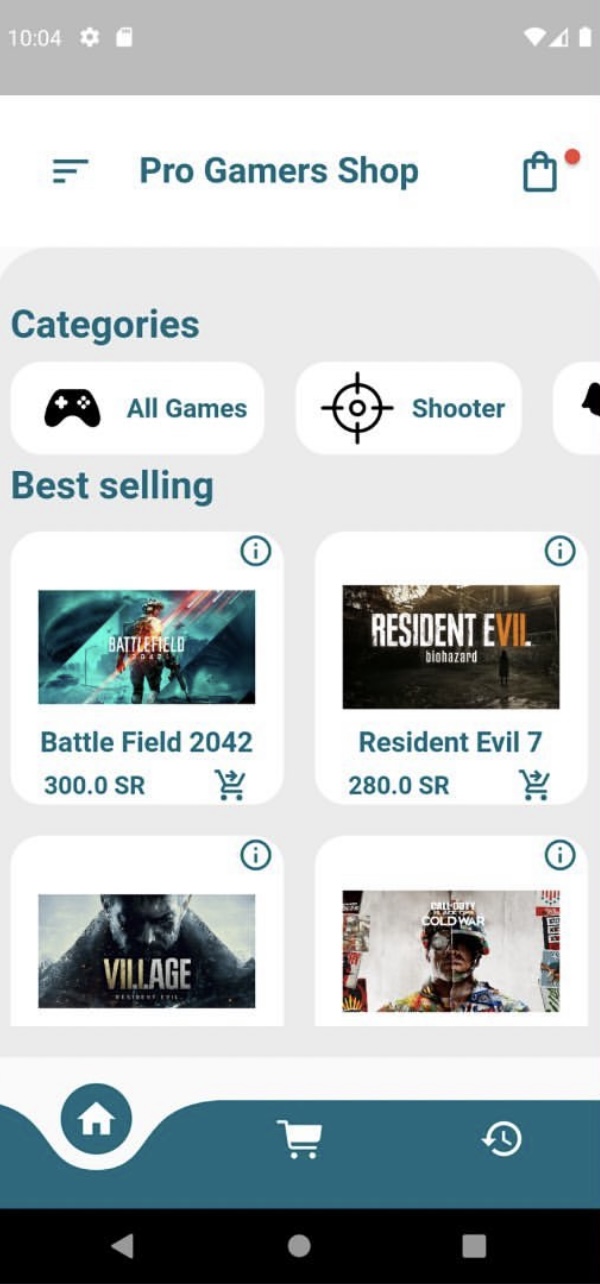 10:04
Pro Gamers Shop
Categories
All Games
Shooter
Best selling
BATTLEFIELD
2042
RESIDENT EVIL
biohazard
Battle Field 2042
Resident Evil 7
300.0 SR
280.0 SR
VILLAGE
RESIDENT EVIL
CALL OF DUTY
BLACK OPS
COLD WAR